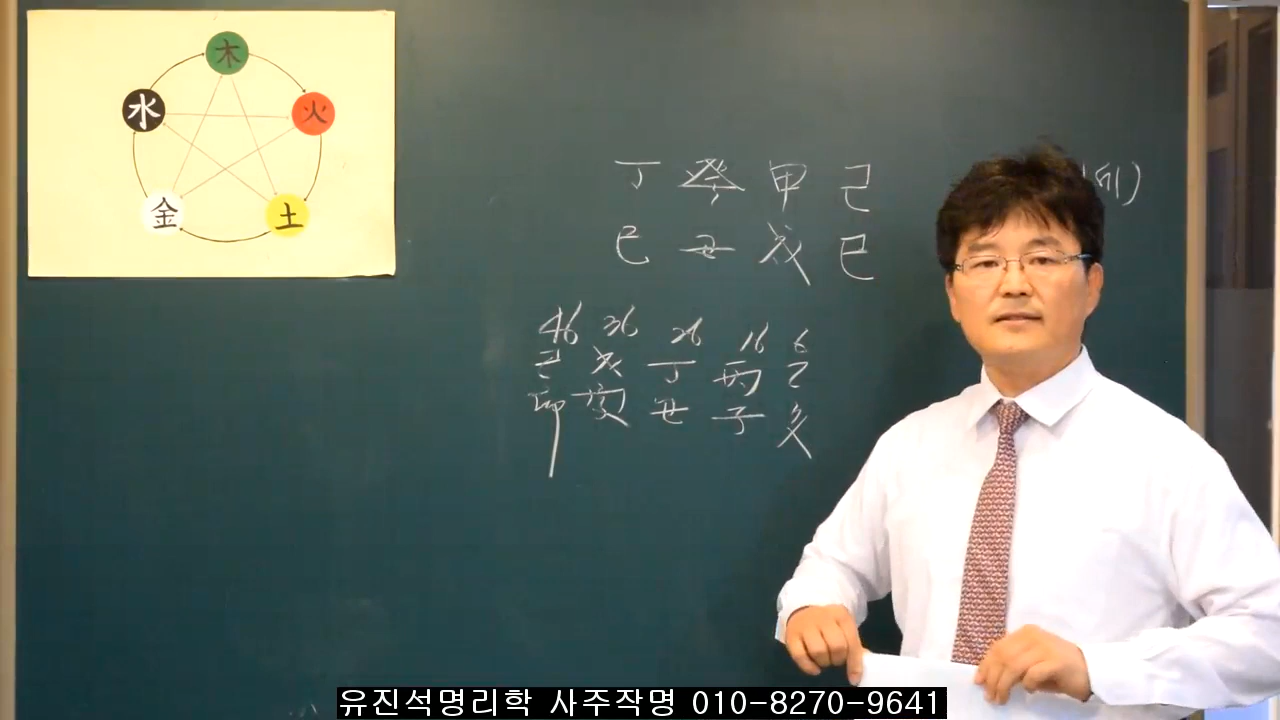 木
水 火
金 土
丁 癸 甲 己
巳 丑 戌 巳
46 36 26 16 6
己 戊 丁 丙 乙
卯 寅 丑 子 亥
유진석명리학 사주작명 010-8270-9641